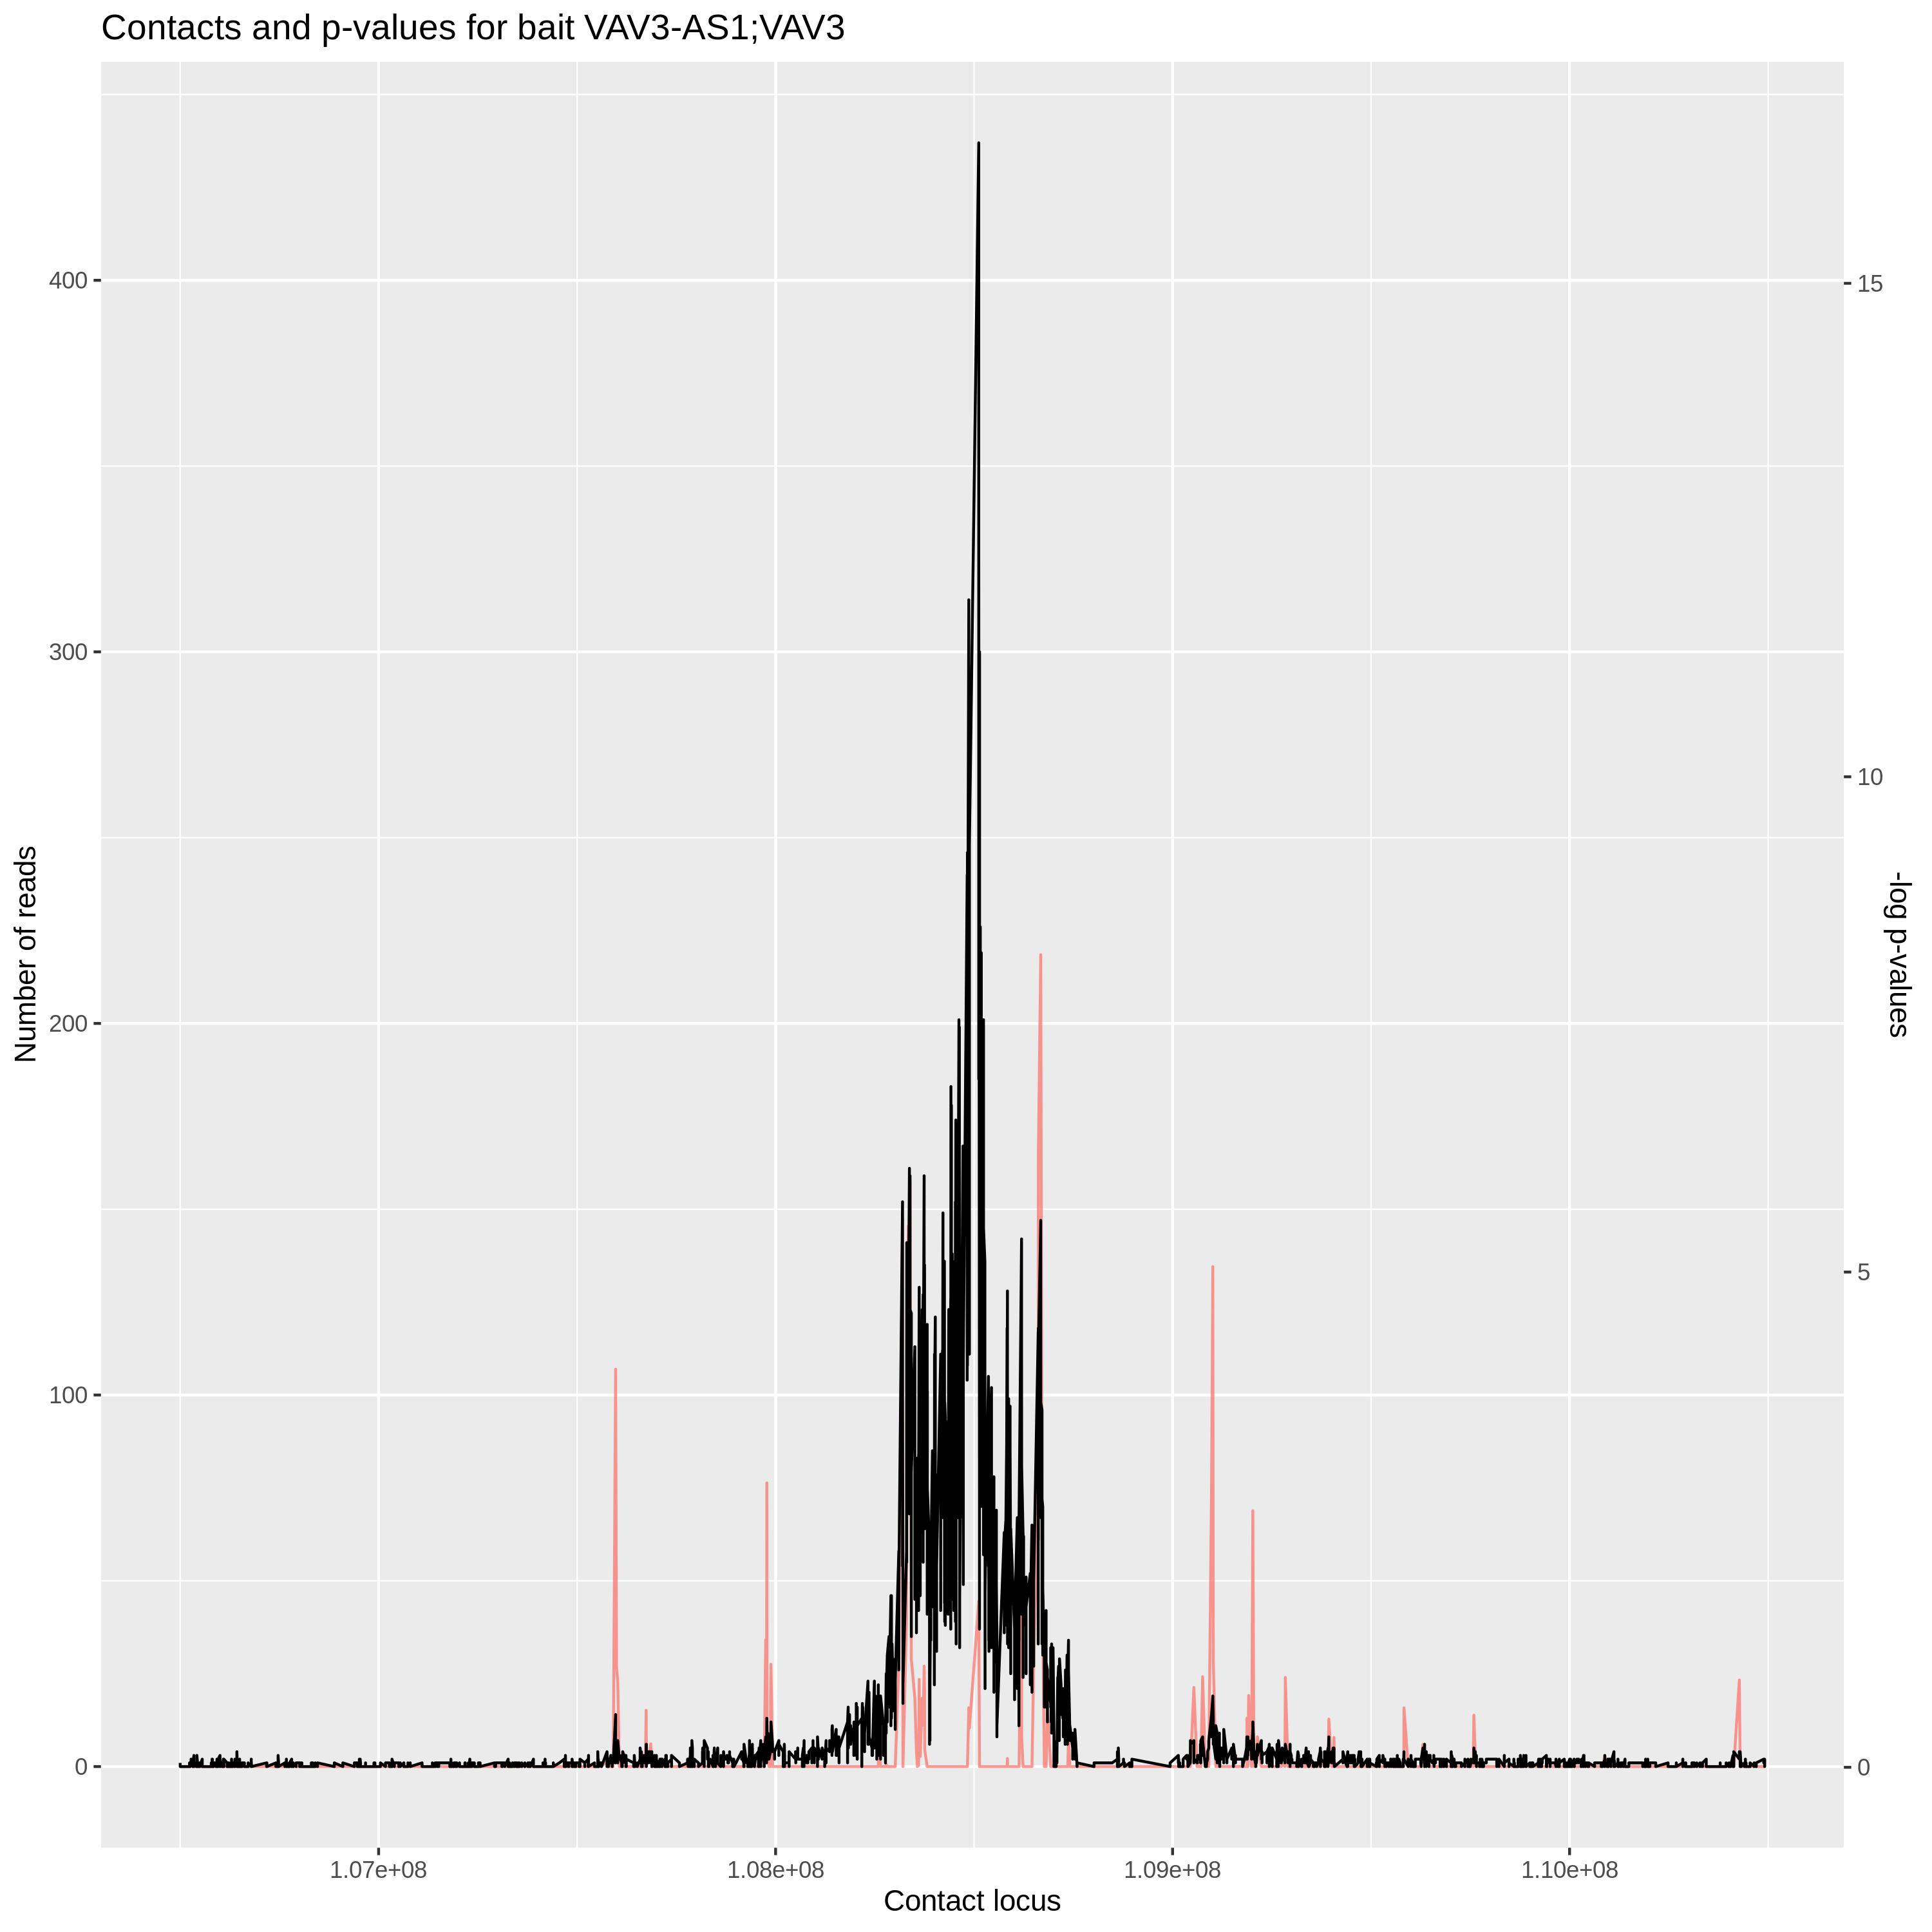 Contacts and p-values for bait VAV3-AS1;VAV3
400
300
200
100
0
Number of reads
15
10
5
0
-log p-values
1.07e+08
1.08e+08
1.09e+08
1.10e+08
Contact locus